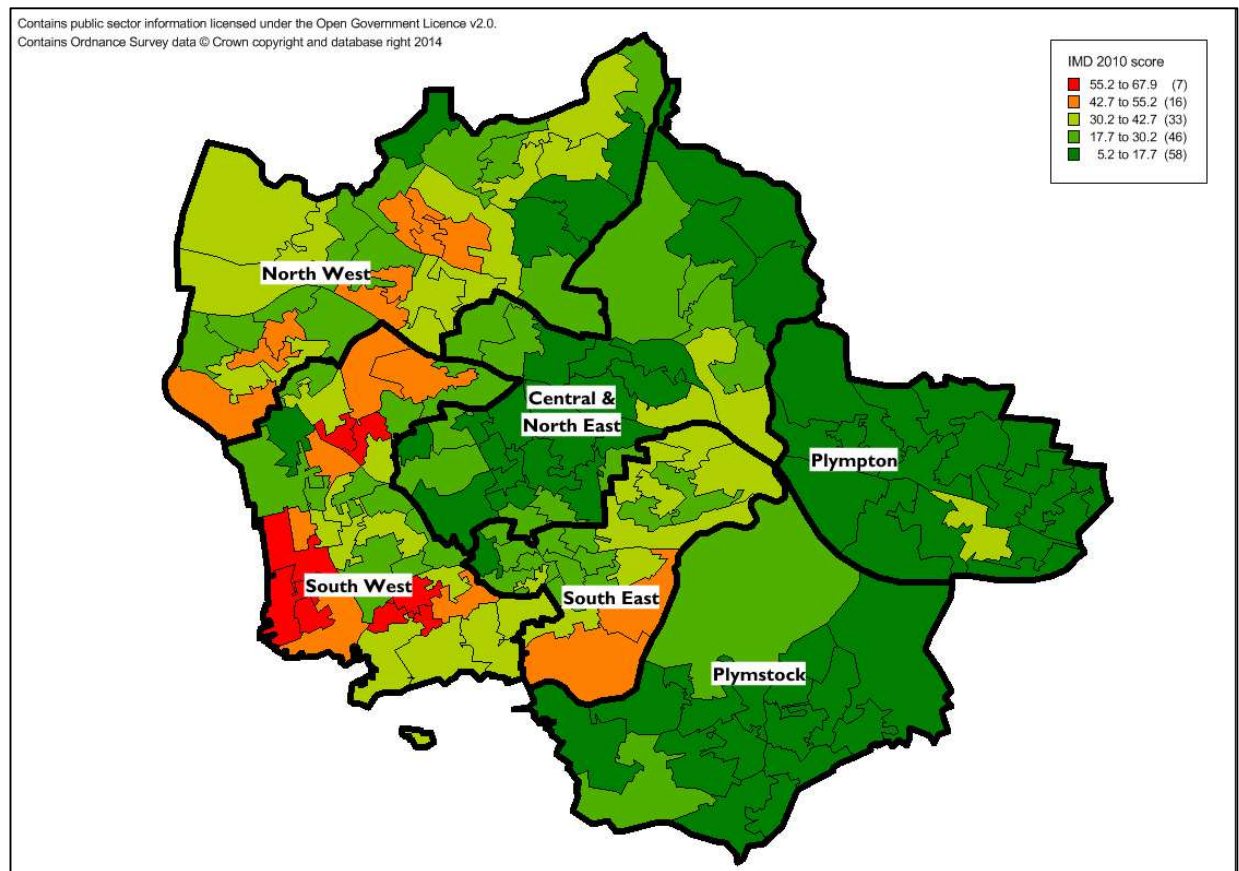 Contains public sector information licensed under the Open Government Licence v2.0.
Contains Ordnance Survey data © Crown copyright and database right 2014
IMD 2010 score
55.2 to 67.9 (7)
42.7 to 55.2 (16)
30.2 to 42.7 (33)
17.7 to 30.2 (46)
5.2 to 17.7 (58)
North West
Central &
North East
Plympton
South West
South East
Plymstock